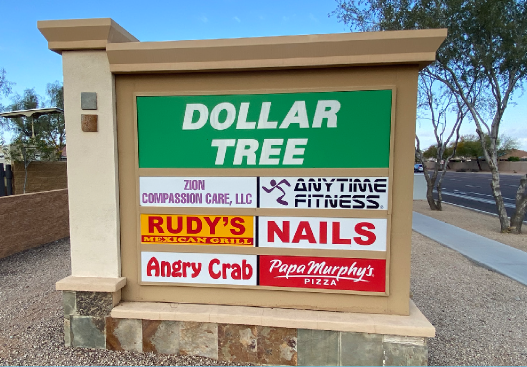 DOLLAR
TREE
ZION
COMPASSION CARE, LLC
ANYTIME
FITNESS
RUDY'S
MEXICAN GRILL
NAILS
Angry Crab
Papa Murphy's
PIZZA